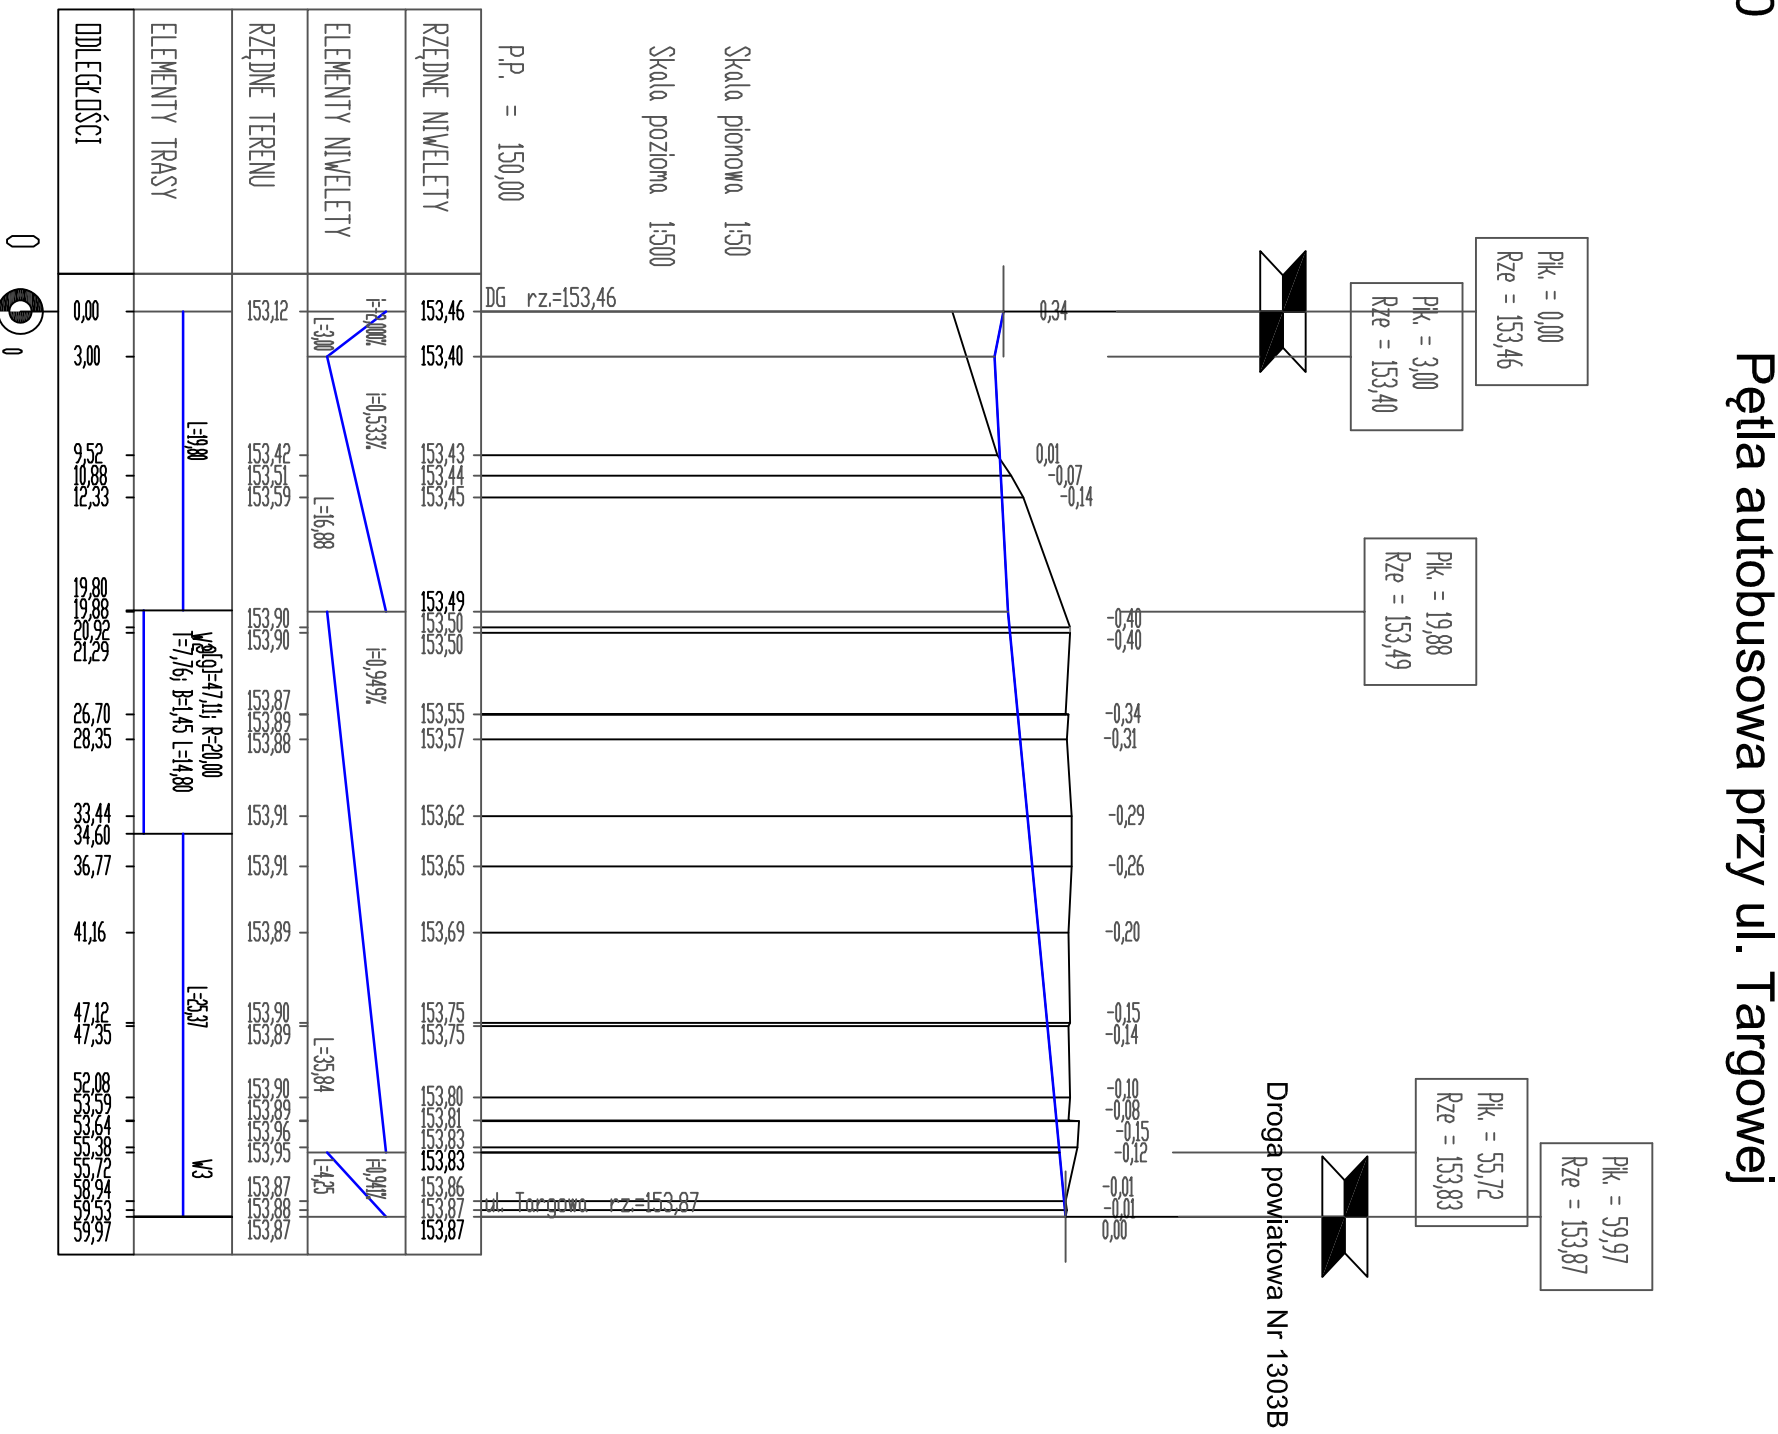 0
Pętla autobusowa przy ul. Targowej
Pik. = 0,00
Rze = 153,46
Pik. = 3,00
Rze = 153,40
Pik. = 19,88
Rze = 153,49
Pik. = 55,72
Rze = 153,83
Pik. = 59,97
Rze = 153,87
Droga powiatowa Nr 1303B
0,34
0,01
-0,07
-0,14
-0,40
-0,40
-0,34
-0,31
-0,29
-0,26
-0,20
-0,15
-0,14
-0,10
-0,08
-0,15
-0,12
-0,01
-0,01
0,00
Skala pionowa 1:50
Skala pozioma 1:500
P.P. = 150,00
DG rz.=153,46
ul. Targowa rz.=153,87
RZĘDNE NIWELETY
153,46
153,40
153,43
153,44
153,45
153,49
153,50
153,50
153,55
153,57
153,62
153,65
153,69
153,75
153,75
153,80
153,81
153,83
153,83
153,86
153,87
153,87
ELEMENTY NIWELETY
i=-2,000%
L=3,00
i=0,533%
L=16,88
i=0,949%
L=35,84
i=0,941%
L=4,25
RZĘDNE TERENU
153,12
153,42
153,51
153,59
153,90
153,90
153,87
153,89
153,88
153,91
153,91
153,89
153,90
153,89
153,90
153,89
153,96
153,95
153,87
153,88
153,87
ELEMENTY TRASY
L=19,80
R=20,00
T=7,76; B=1,45 L=14,80
L=25,37
W3
ODLEGŁOŚCI
0,00
3,00
9,52
10,88
12,33
19,80
19,88
20,92
21,29
26,70
28,35
33,44
34,60
36,77
41,16
47,12
47,35
52,08
53,59
53,64
55,38
55,72
58,94
59,53
59,97
0
0